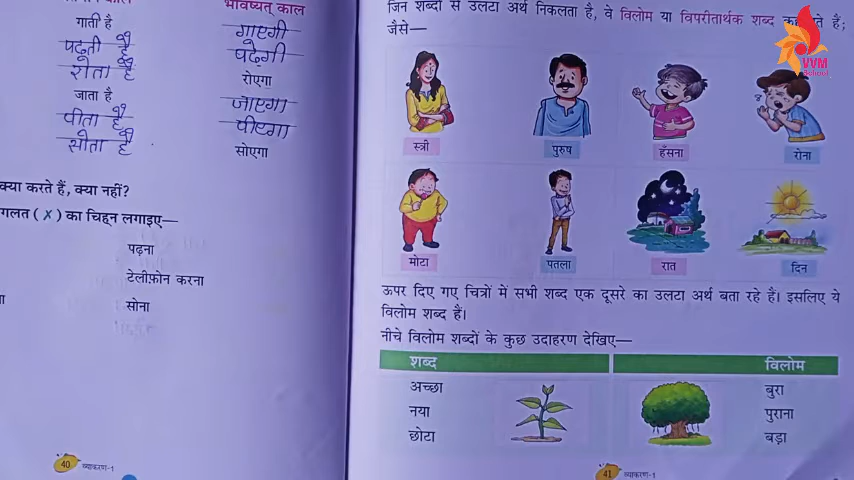 भविष्यत् काल
गाती है
गाएगी
पढ़ती है
पढ़ेगी
रोता है
रोएगा
जाता है
जाएगा
पीता है
पीएगा
सोता है
सोएगा
क्या करते हैं, क्या नहीं?
गलत ( ✗ ) का चिह्न लगाइए—
पढ़ना
टेलीफ़ोन करना
सोना
40
व्याकरण-1
जिन शब्दों से उलटा अर्थ निकलता है, वे विलोम या विपरीतार्थक शब्द
हैं;
जैसे—
VVM
School
स्त्री
पुरुष
हँसना
रोना
मोटा
पतला
रात
दिन
ऊपर दिए गए चित्रों में सभी शब्द एक दूसरे का उलटा अर्थ बता रहे हैं। इसलिए ये
विलोम शब्द हैं।
नीचे विलोम शब्दों के कुछ उदाहरण देखिए—
शब्द
विलोम
अच्छा
बुरा
नया
पुराना
छोटा
बड़ा
41
व्याकरण-1